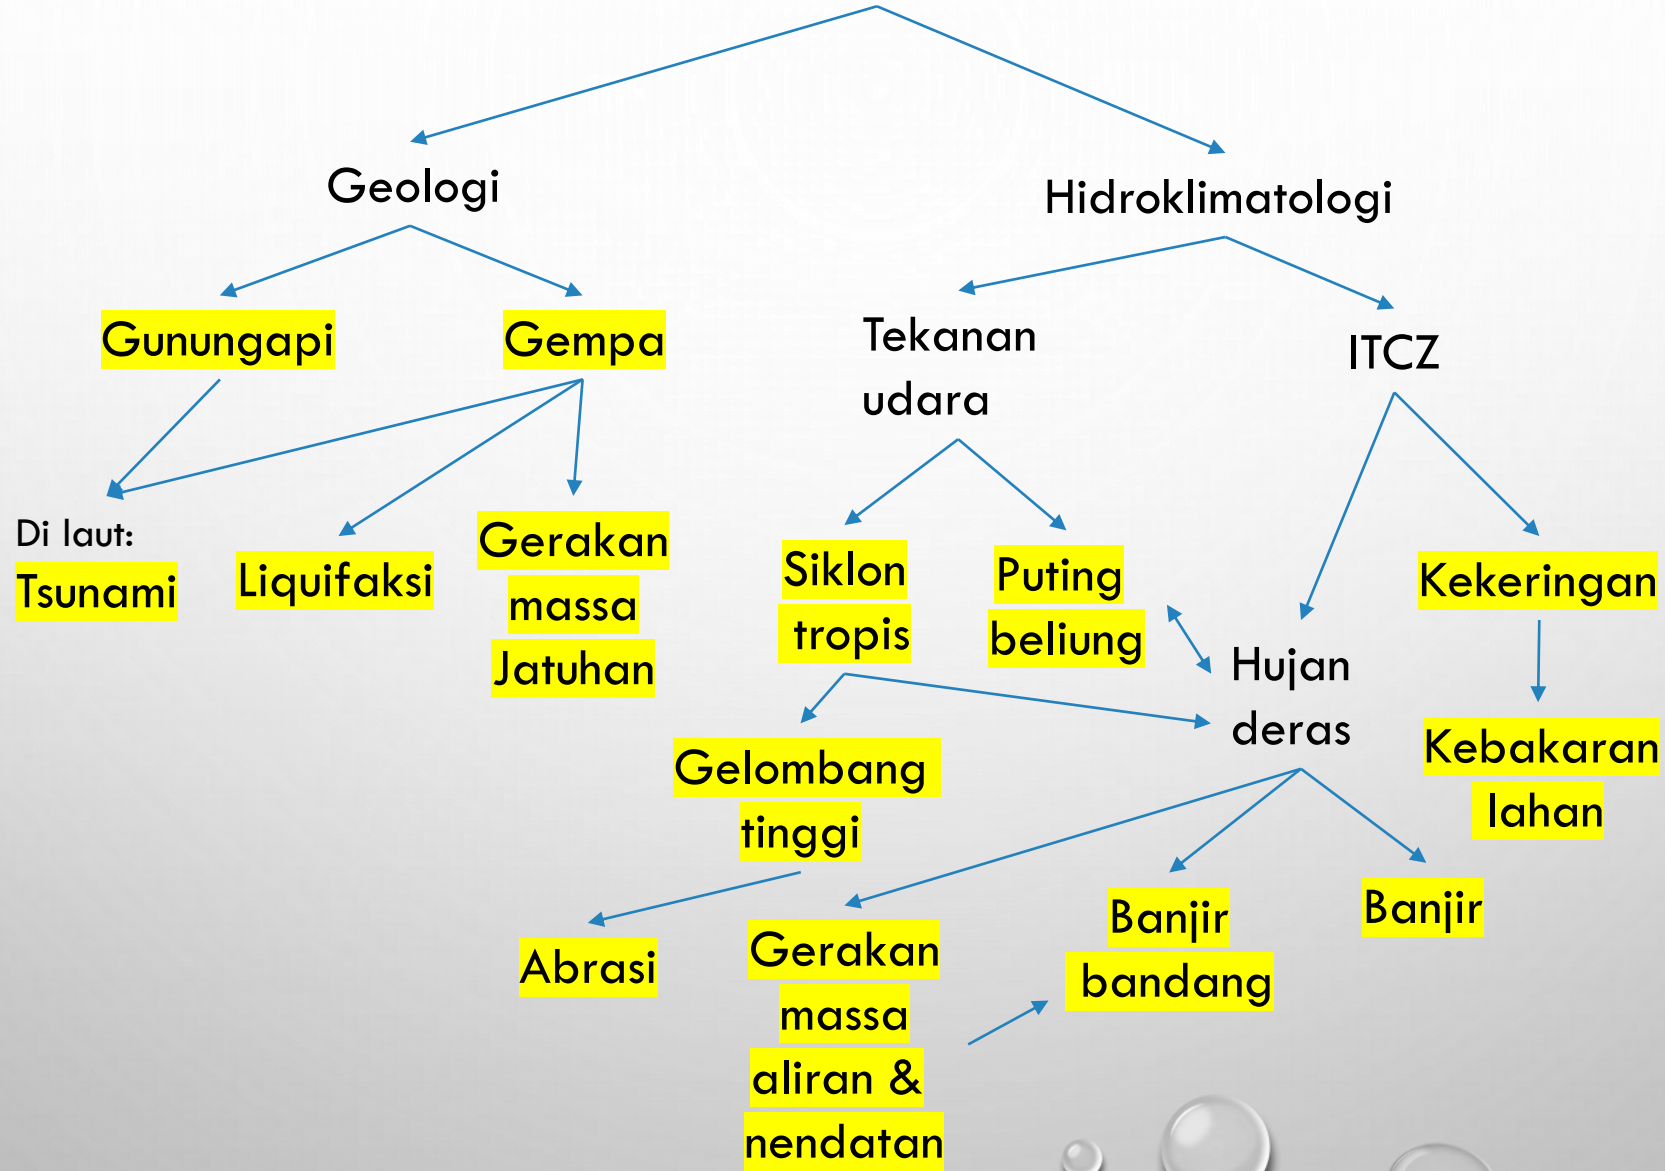 Geologi
Hidroklimatologi
Gunungapi
Gempa
Tekanan
udara
ITCZ
Di laut:
Tsunami
Liquifaksi
Gerakan
massa
Jatuhan
Siklon
tropis
Puting
beliung
Hujan
deras
Kekeringan
Kebakaran
lahan
Gelombang
tinggi
Abrasi
Gerakan
massa
aliran &
nendatan
Banjir
bandang
Banjir